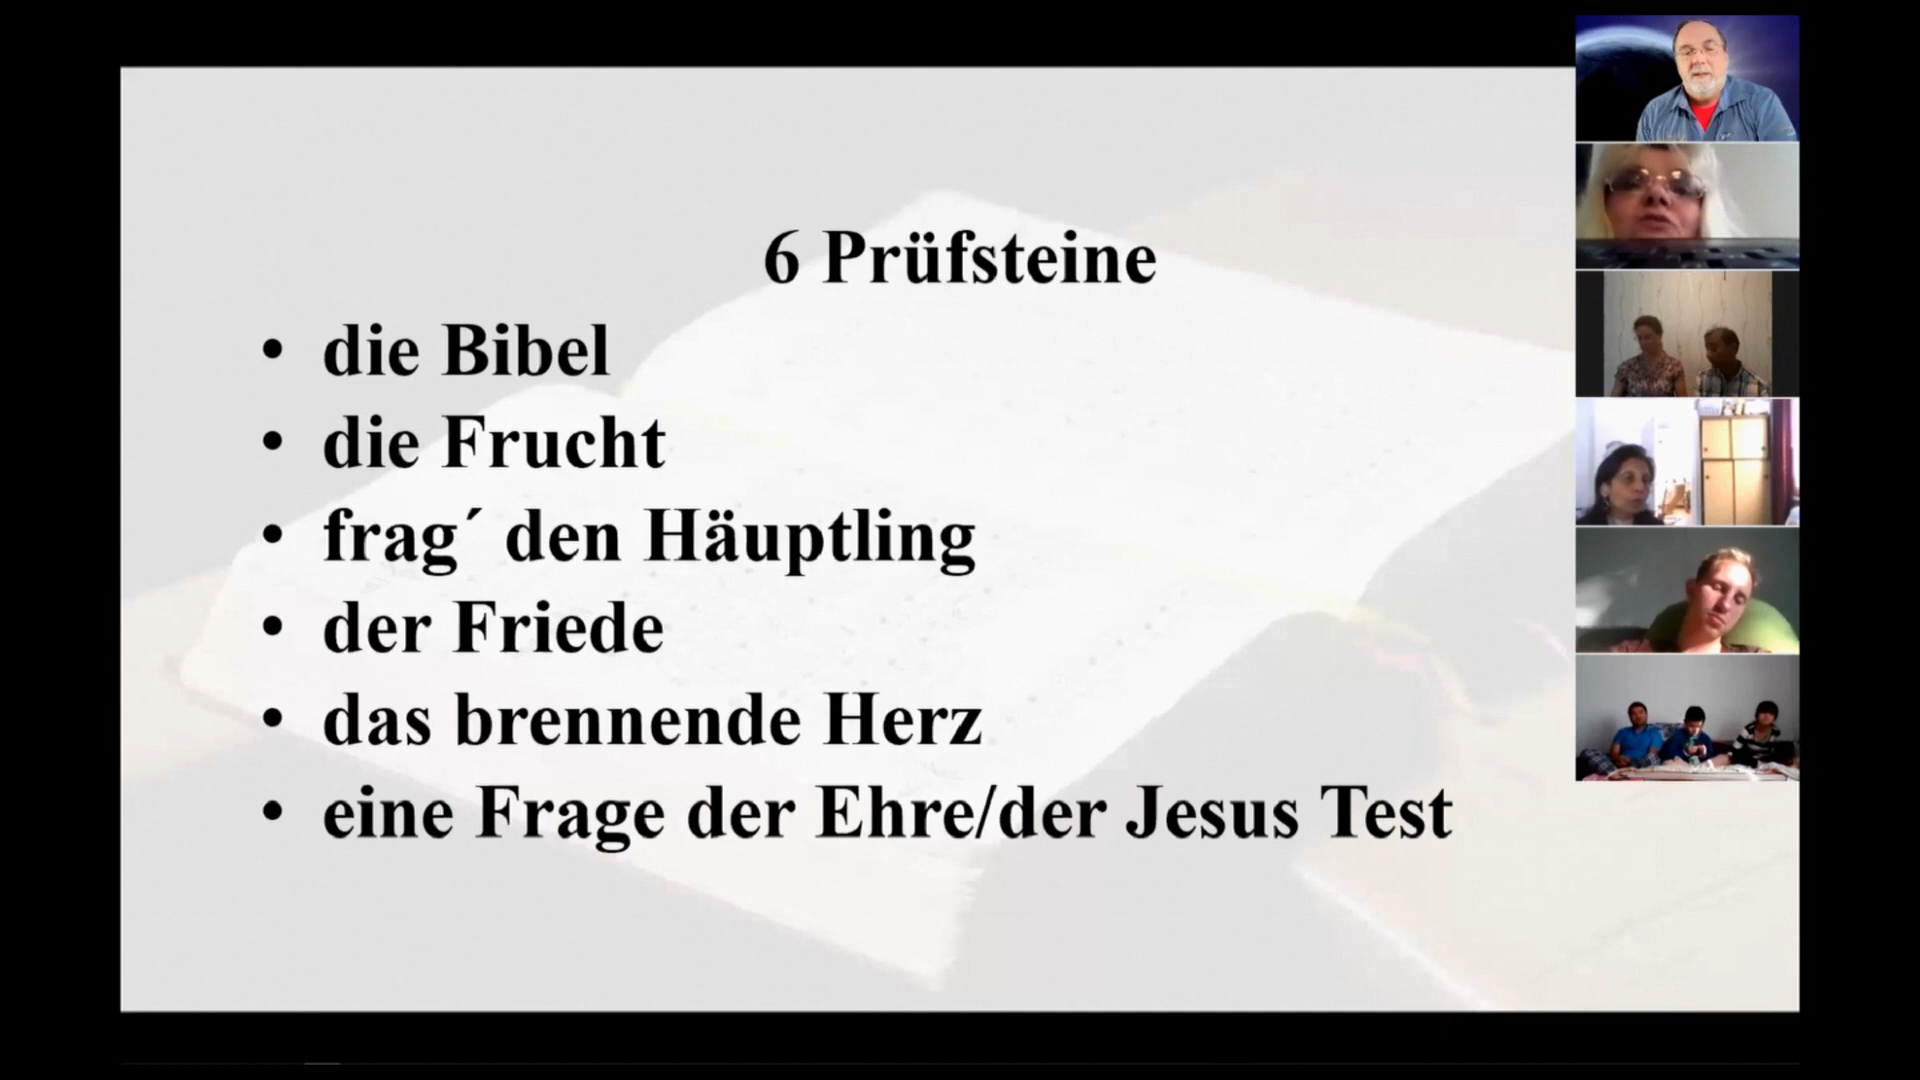 6 Prüfsteine
• die Bibel
• die Frucht
• frag´ den Häuptling
• der Friede
• das brennende Herz
• eine Frage der Ehre/der Jesus Test